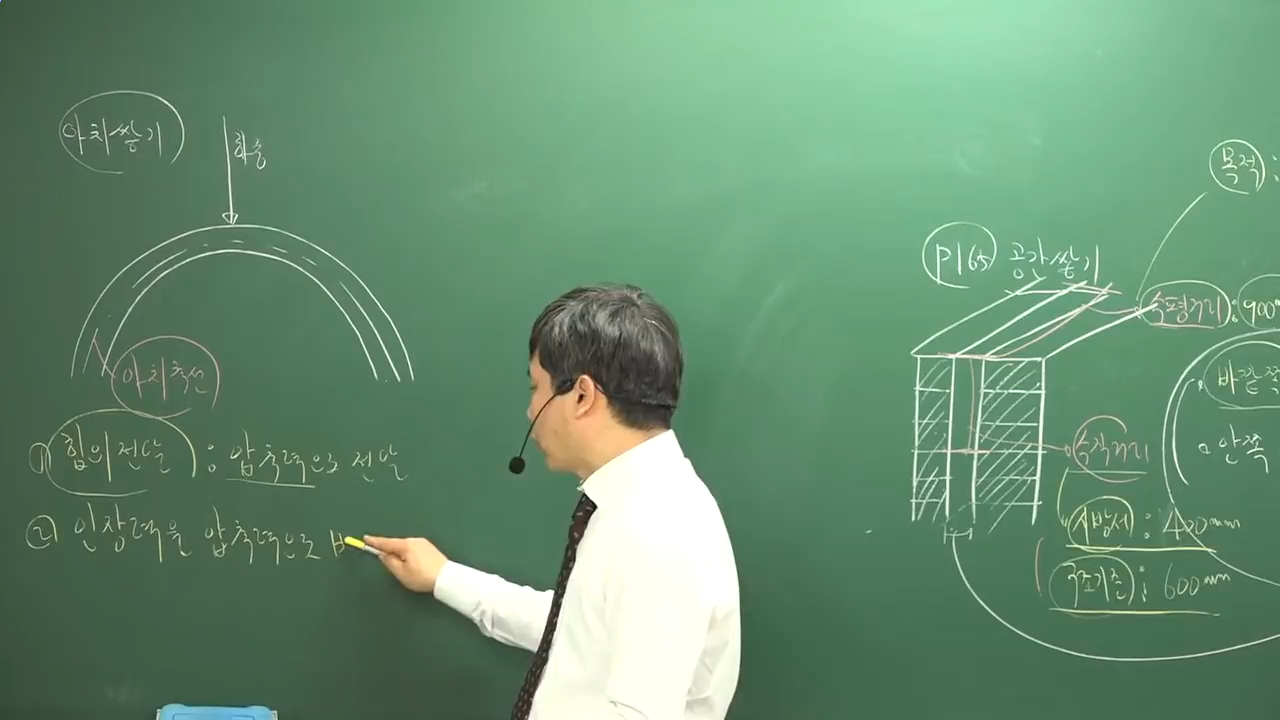 아치쌓기
하중
아치축선
① 힘의 전달 : 압축력으로 전달
② 인장력을 압축력으로 ㅂ
P165 공간쌓기
목적 :
수평거리 : 900m
바깥쪽
안쪽
수직거리
시방서 : 400mm
구조기준 : 600mm